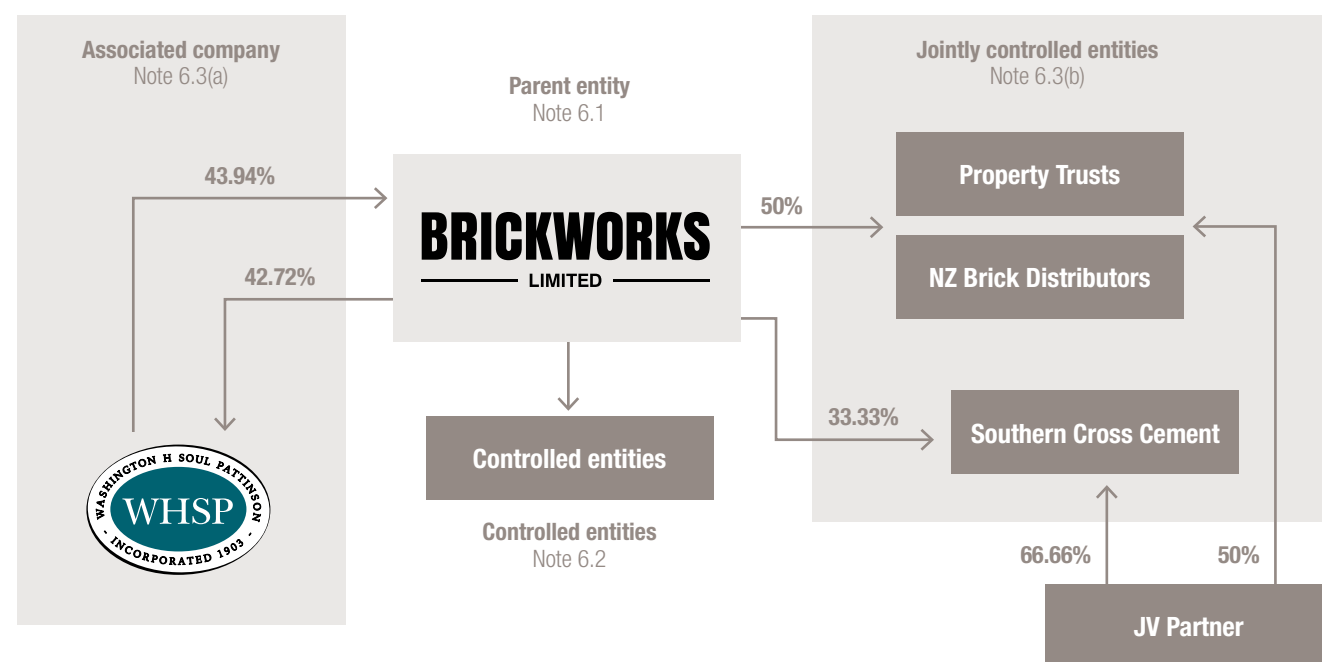 Associated company
Note 6.3(a)
43.94%
42.72%
WASHINGTON H SOUL PATTINSON
WHSP
- INCORPORATED 1903 -
Parent entity
Note 6.1
BRICKWORKS
LIMITED
Controlled entities
Controlled entities
Note 6.2
Jointly controlled entities
Note 6.3(b)
50%
Property Trusts
NZ Brick Distributors
33.33%
Southern Cross Cement
66.66%
50%
JV Partner